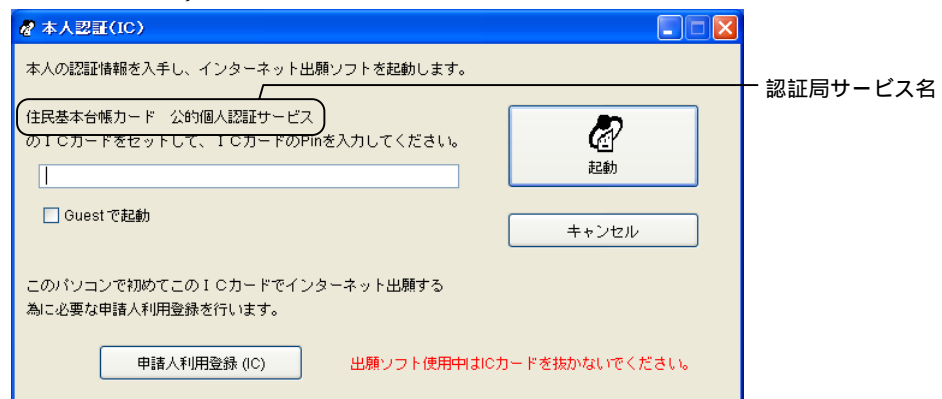 本人認証(IC)
本人の認証情報を入手し、インターネット出願ソフトを起動します。
認証局サービス名
住民基本台帳カード　公的個人認証サービス
のＩＣカードをセットして、ＩＣカードのPinを入力してください。
起動
Guestで起動
キャンセル
このパソコンで初めてこのＩＣカードでインターネット出願する
為に必要な申請人利用登録を行います。
申請人利用登録 (IC)
出願ソフト使用中はICカードを抜かないでください。